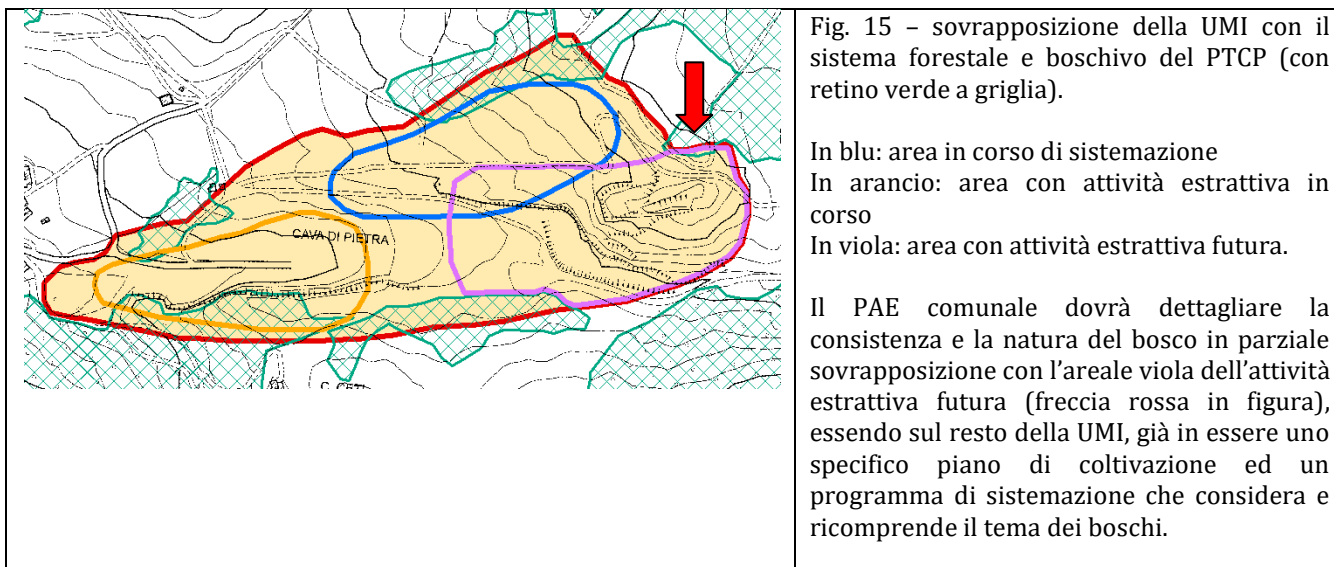 CAVA DI PIETRA
Fig. 15 – sovrapposizione della UMI con il
sistema forestale e boschivo del PTCP (con
retino verde a griglia).
In blu: area in corso di sistemazione
In arancio: area con attività estrattiva in
corso
In viola: area con attività estrattiva futura.
Il PAE comunale dovrà dettagliare la
consistenza e la natura del bosco in parziale
sovrapposizione con l’areale viola dell’attività
estrattiva futura (freccia rossa in figura),
essendo sul resto della UMI, già in essere uno
specifico piano di coltivazione ed un
programma di sistemazione che considera e
ricomprende il tema dei boschi.